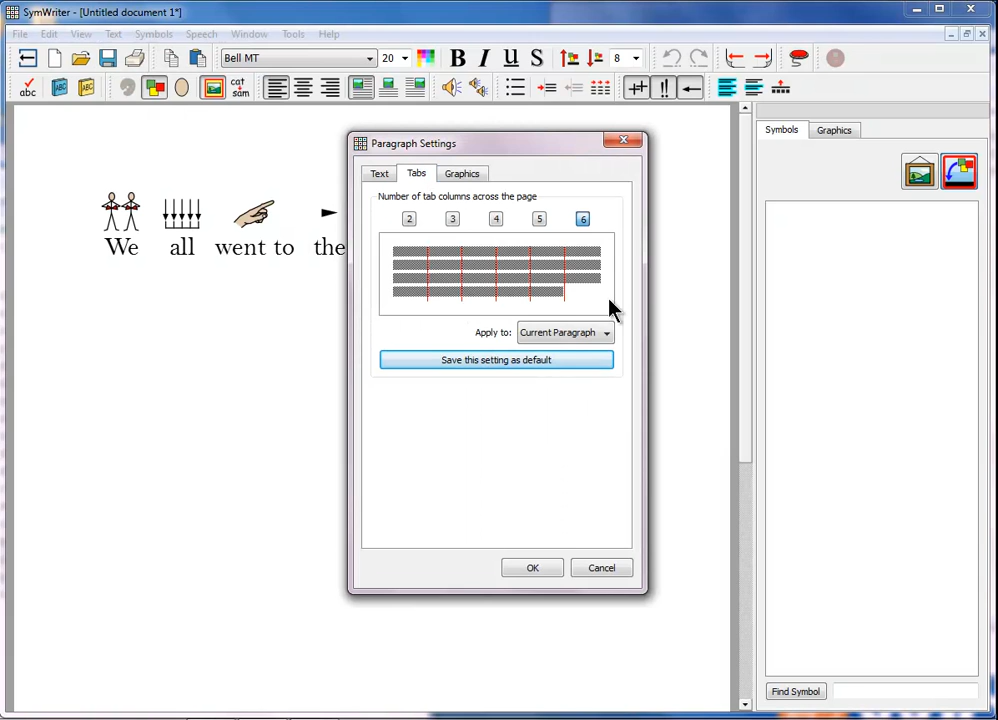 SymWriter - [Untitled document 1*]
File Edit View Text Symbols Speech Window Tools Help
Bell MT 20 B I U S 8
abc ABC ABC cat sam
Symbols Graphics
Paragraph Settings
Text Tabs Graphics
Number of tab columns across the page
2 3 4 5 6
We all went to the
Apply to: Current Paragraph
Save this setting as default
OK Cancel
Find Symbol